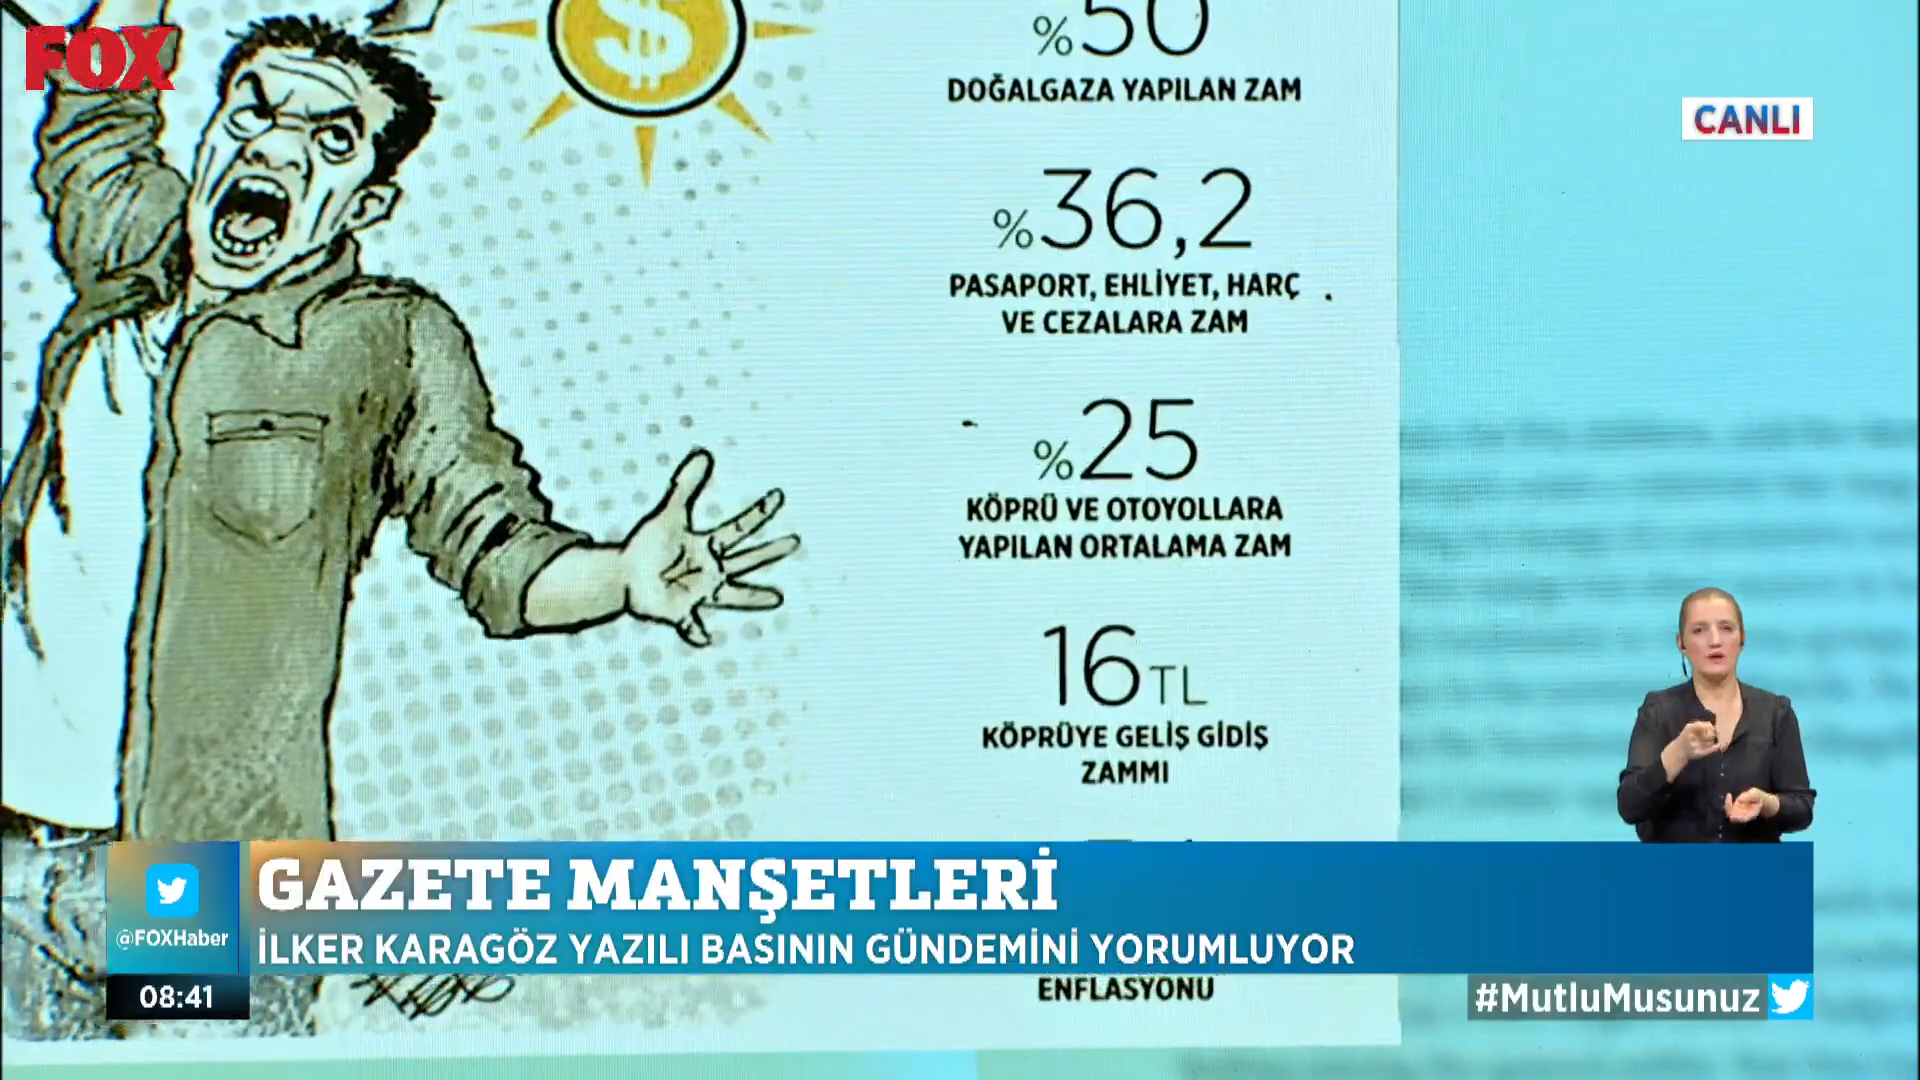 FOX
%50
DOĞALGAZA YAPILAN ZAM
CANLI
%36,2
PASAPORT, EHLİYET, HARÇ
VE CEZALARA ZAM
%25
KÖPRÜ VE OTOYOLLARA
YAPILAN ORTALAMA ZAM
16 TL
KÖPRÜYE GELİŞ GİDİŞ
ZAMMI
GAZETE MANŞETLERİ
@FOXHaber
İLKER KARAGÖZ YAZILI BASININ GÜNDEMİNİ YORUMLUYOR
08:41
ENFLASYONU
#MutluMusunuz